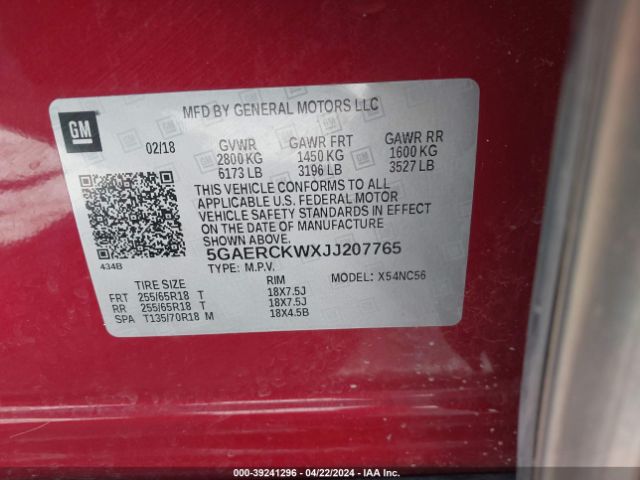 MFD BY GENERAL MOTORS LLC
GM
02/18
GVWR GAWR FRT GAWR RR
2800 KG 1450 KG 1600 KG
6173 LB 3196 LB 3527 LB
THIS VEHICLE CONFORMS TO ALL
APPLICABLE U.S. FEDERAL MOTOR
VEHICLE SAFETY STANDARDS IN EFFECT
ON THE DATE OF MANUFACTURE
SHOWN ABOVE.
434B
5GAERCKWXJJ207765
TYPE: M.P.V. MODEL: X54NC56
TIRE SIZE RIM
FRT 255/65R18 T 18X7.5J
RR 255/65R18 T 18X7.5J
SPA T135/70R18 M 18X4.5B
000-39241296 - 04/22/2024 - IAA Inc.